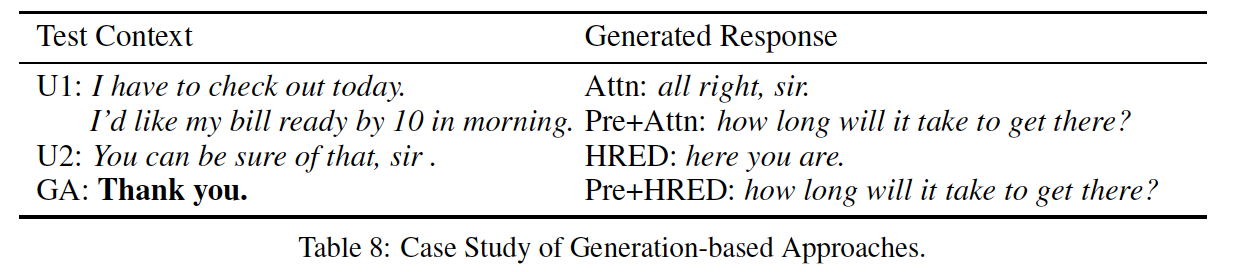 Test Context Generated Response
U1: I have to check out today. Attn: all right, sir.
I'd like my bill ready by 10 in morning. Pre+Attn: how long will it take to get there?
U2: You can be sure of that, sir . HRED: here you are.
GA: Thank you. Pre+HRED: how long will it take to get there?
Table 8: Case Study of Generation-based Approaches.